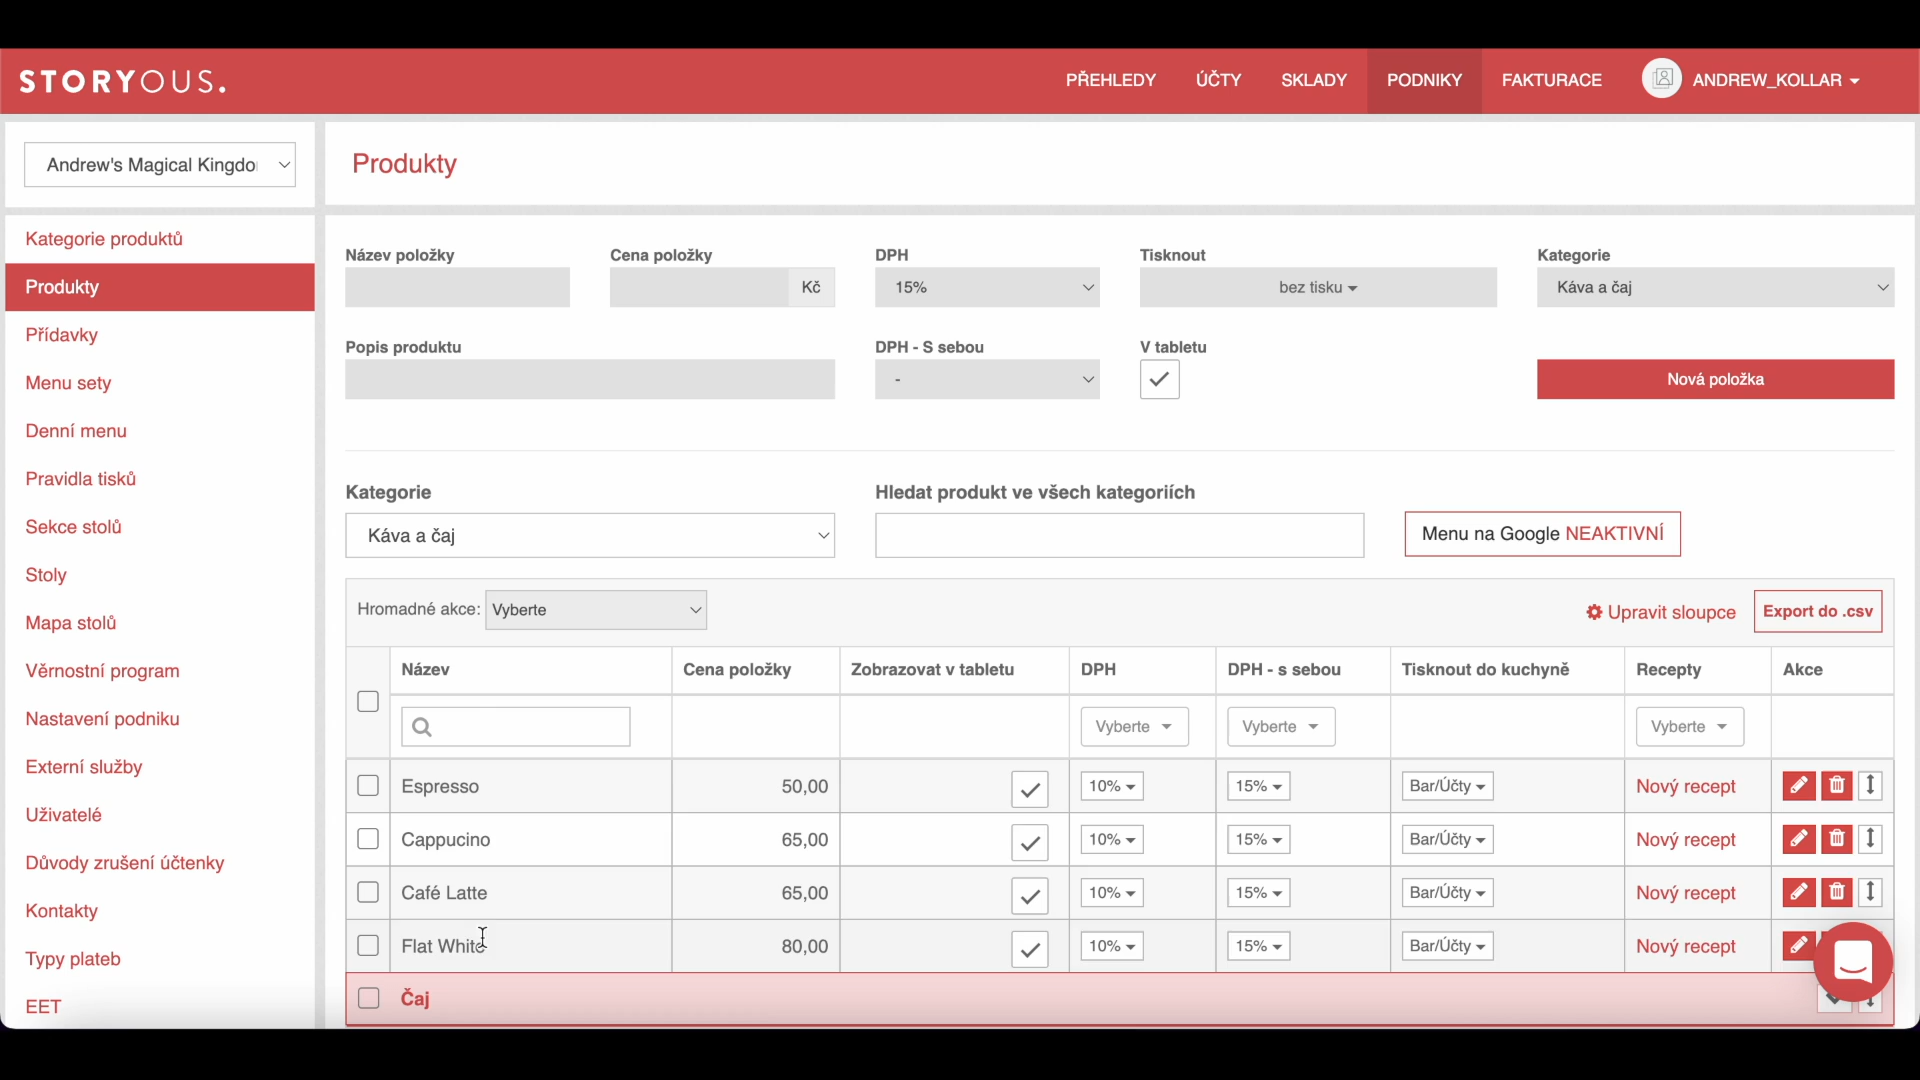 STORYOUS.
PŘEHLEDY ÚČTY SKLADY PODNIKY FAKTURACE ANDREW_KOLLAR
Andrew's Magical Kingdo
Produkty
Kategorie produktů
Produkty
Přídavky
Menu sety
Denní menu
Pravidla tisků
Sekce stolů
Stoly
Mapa stolů
Věrnostní program
Nastavení podniku
Externí služby
Uživatelé
Důvody zrušení účtenky
Kontakty
Typy plateb
EET
Název položky Cena položky DPH Tisknout Kategorie
Kč 15% bez tisku Káva a čaj
Popis produktu DPH - S sebou V tabletu
- Nová položka
Kategorie Hledat produkt ve všech kategoriích
Káva a čaj Menu na Google NEAKTIVNÍ
Hromadné akce: Vyberte Upravit sloupce Export do .csv
Název Cena položky Zobrazovat v tabletu DPH DPH - s sebou Tisknout do kuchyně Recepty Akce
Vyberte Vyberte Vyberte
Espresso 50,00 10% 15% Bar/Účty Nový recept
Cappucino 65,00 10% 15% Bar/Účty Nový recept
Café Latte 65,00 10% 15% Bar/Účty Nový recept
Flat White 80,00 10% 15% Bar/Účty Nový recept
Čaj